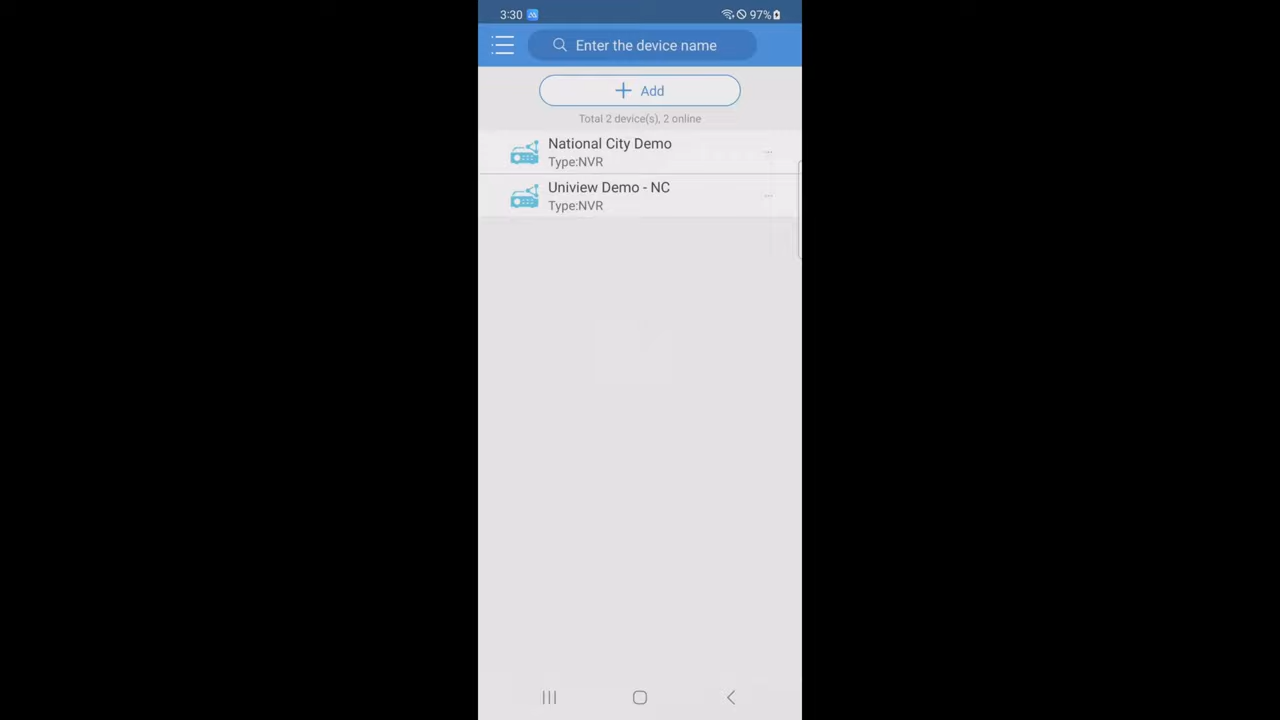 3:30
97%
Enter the device name
Add
Total 2 device(s), 2 online
National City Demo
Type:NVR
Uniview Demo - NC
Type:NVR